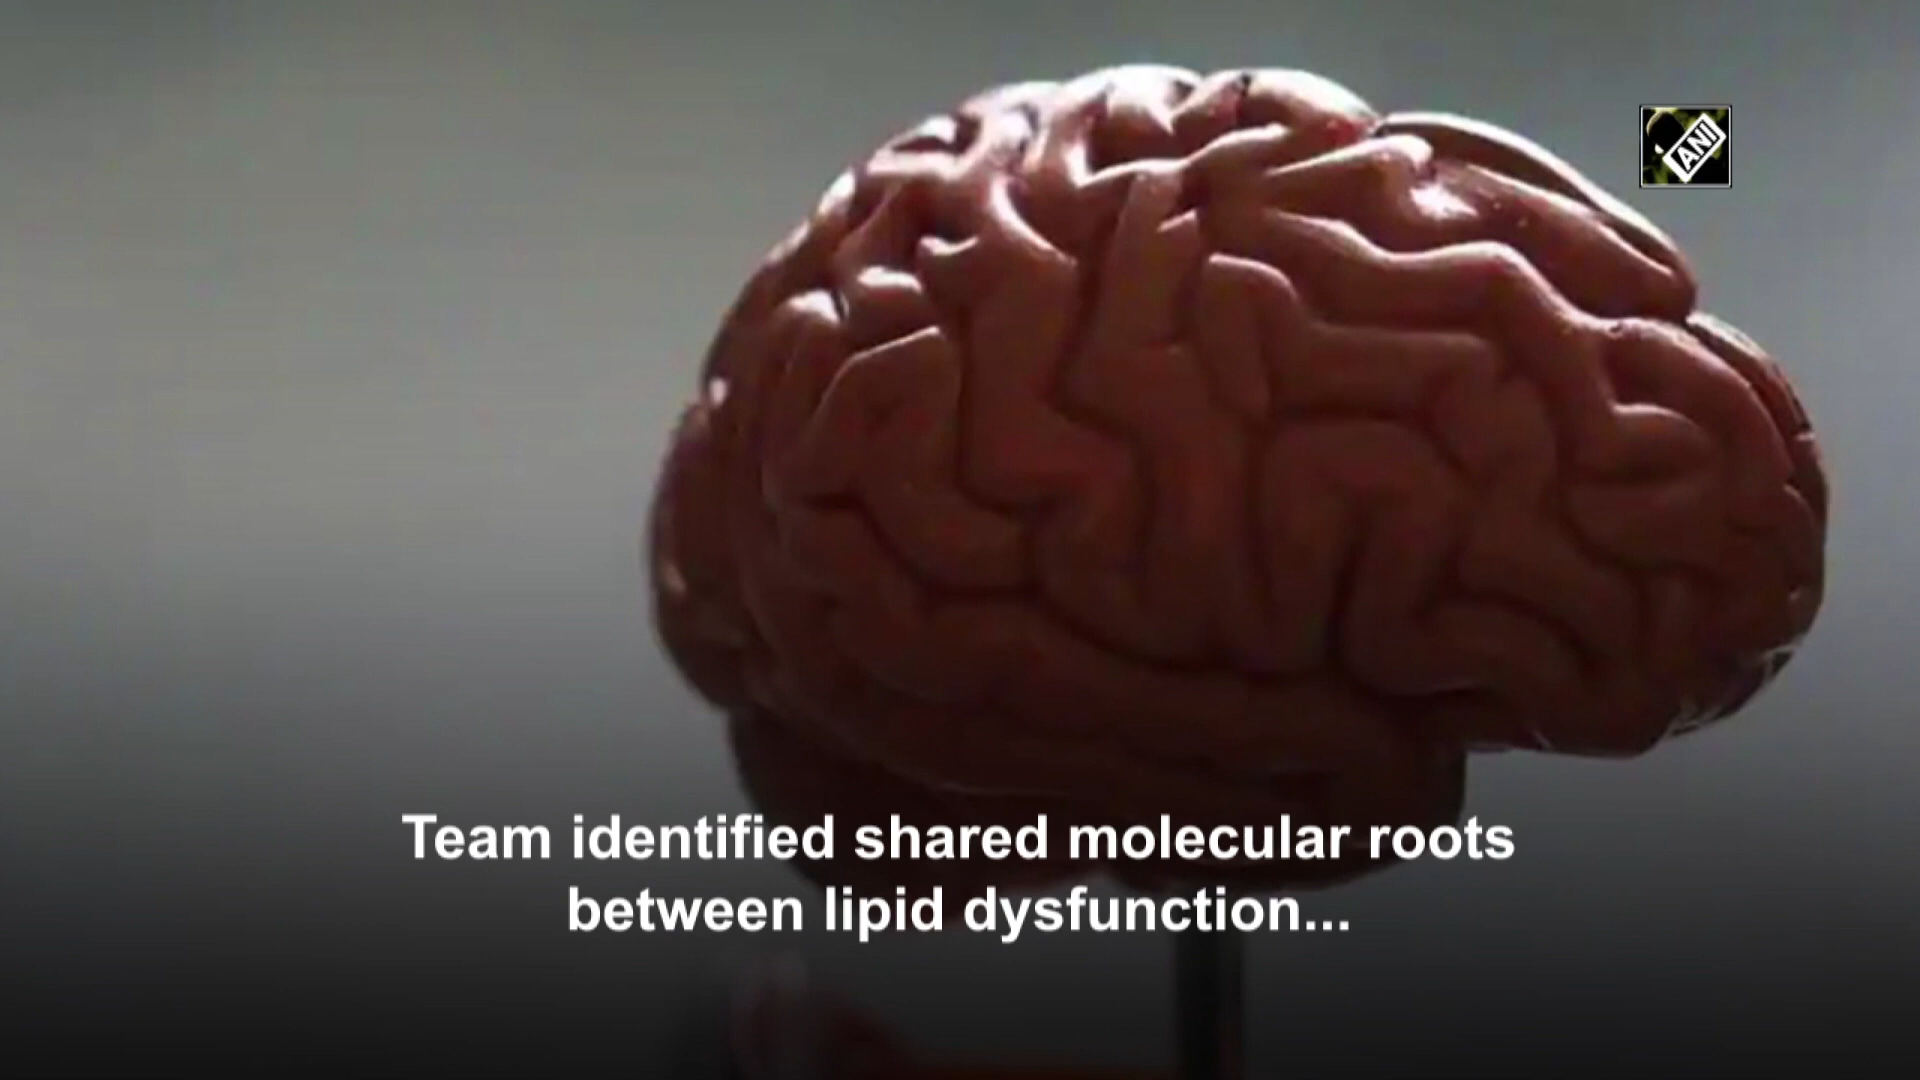 ANI
Team identified shared molecular roots
between lipid dysfunction...